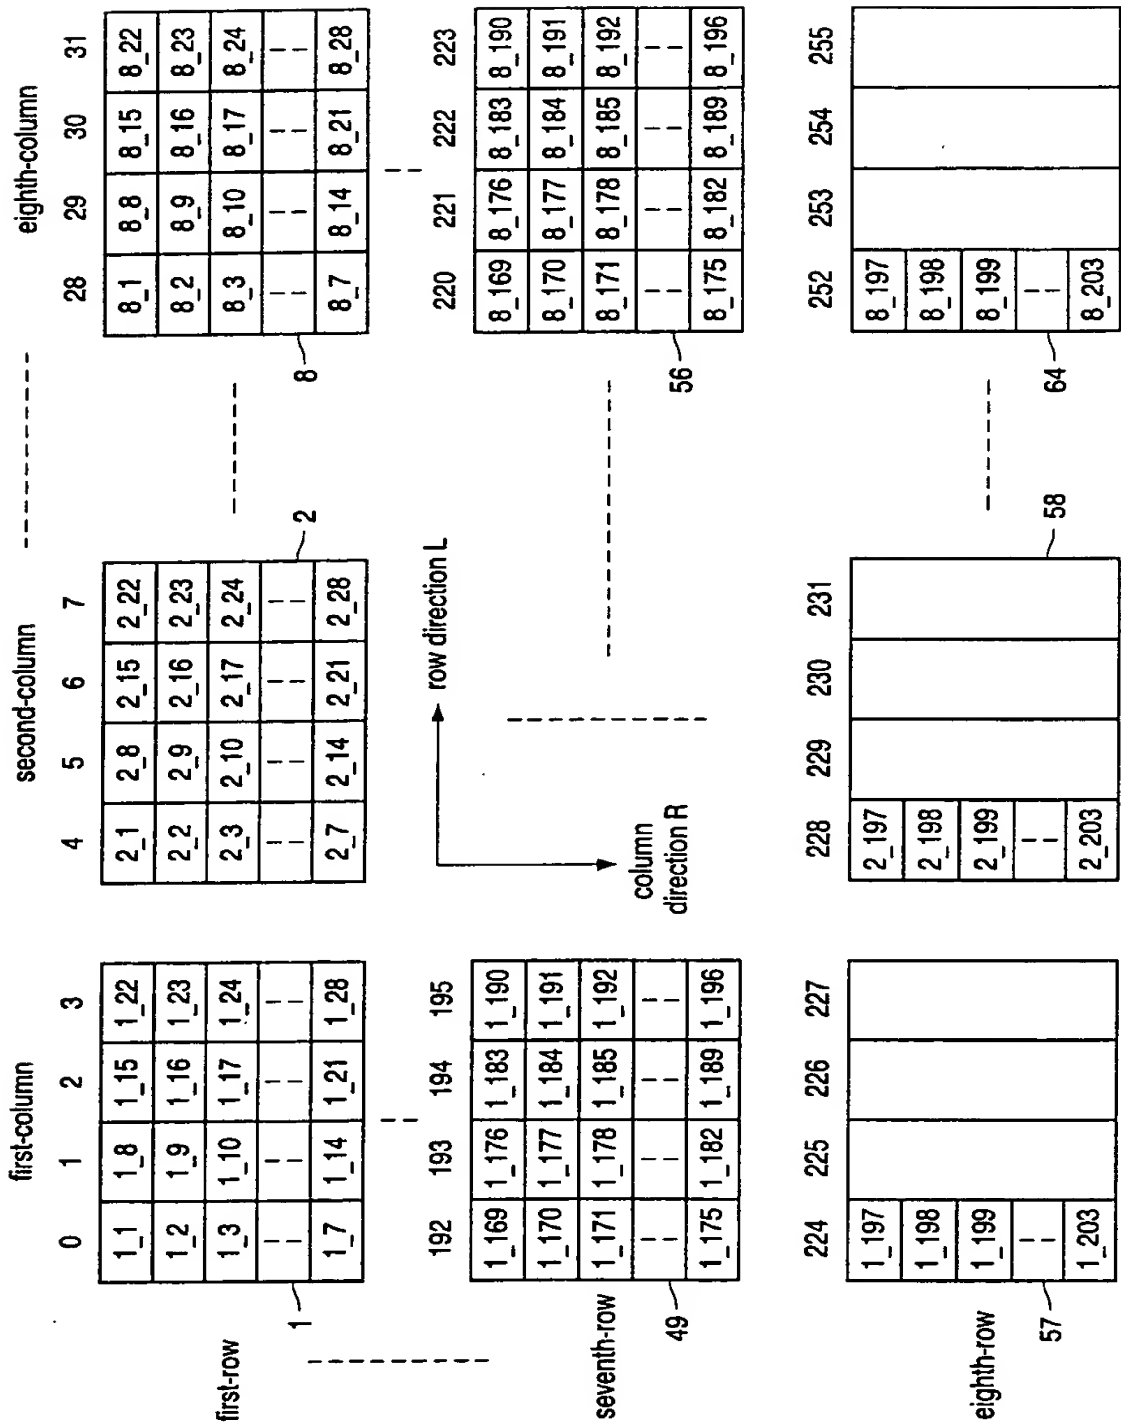 first-column second-column eighth-column
0 1 2 3 4 5 6 7 28 29 30 31
first-row
1_1 1_8 1_15 1_22 2_1 2_8 2_15 2_22 8_1 8_8 8_15 8_22
1_2 1_9 1_16 1_23 2_2 2_9 2_16 2_23 8_2 8_9 8_16 8_23
1_3 1_10 1_17 1_24 2_3 2_10 2_17 2_24 8_3 8_10 8_17 8_24
1_7 1_14 1_21 1_28 2_7 2_14 2_21 2_28 8_7 8_14 8_21 8_28
1 2 8
row direction L
column
direction R
192 193 194 195 220 221 222 223
seventh-row
1_169 1_176 1_183 1_190 8_169 8_176 8_183 8_190
1_170 1_177 1_184 1_191 8_170 8_177 8_184 8_191
1_171 1_178 1_185 1_192 8_171 8_178 8_185 8_192
1_175 1_182 1_189 1_196 8_175 8_182 8_189 8_196
49 56
224 225 226 227 228 229 230 231 252 253 254 255
eighth-row
1_197 2_197 8_197
1_198 2_198 8_198
1_199 2_199 8_199
1_203 2_203 8_203
57 58 64